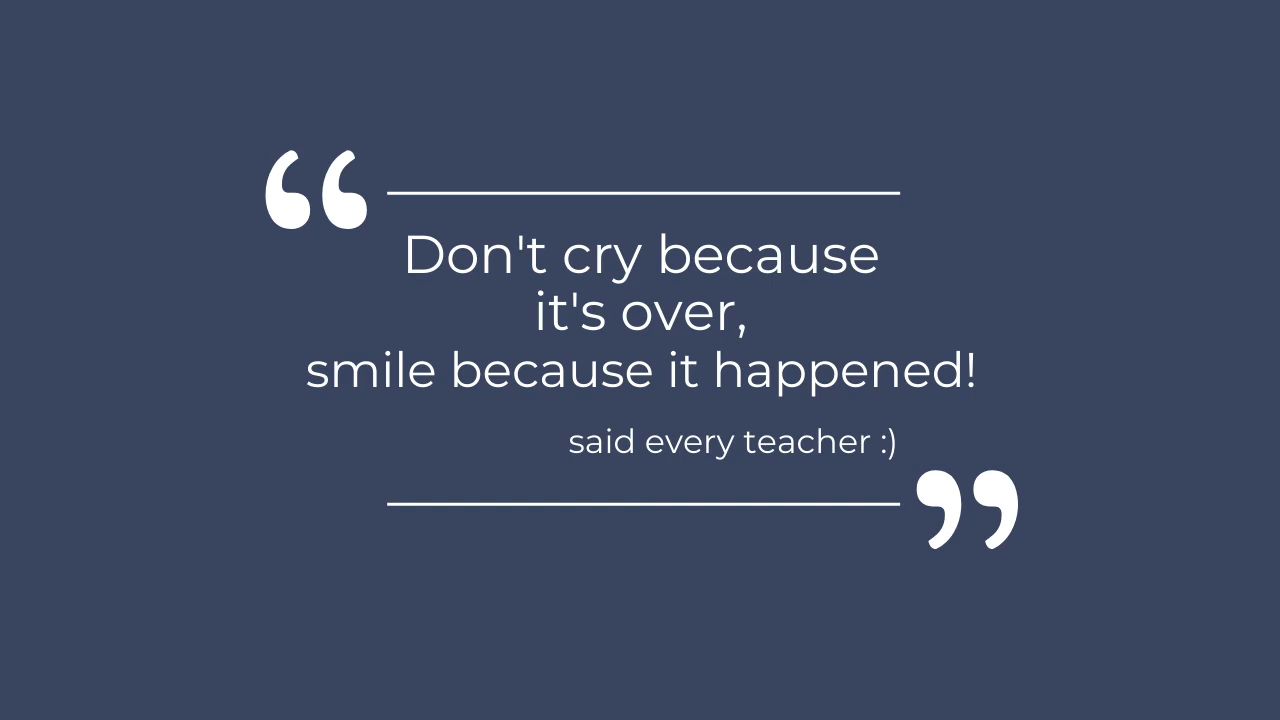 “
Don't cry because
it's over,
smile because it happened!
said every teacher :)
”